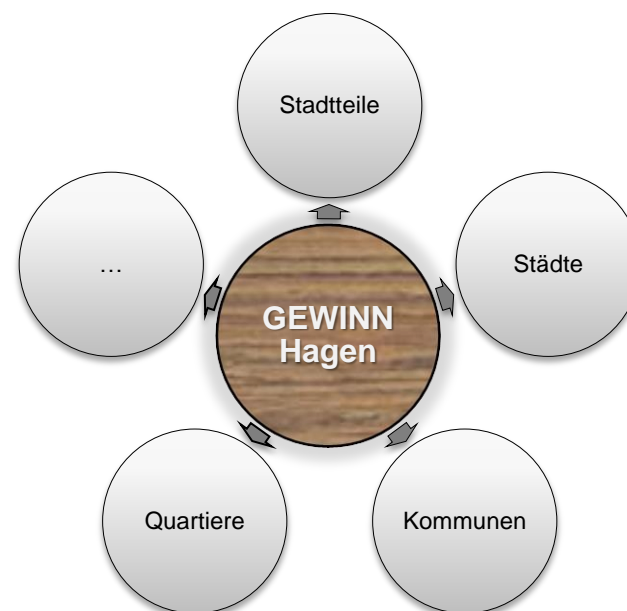 Stadtteile
…
Städte
GEWINN
Hagen
Quartiere
Kommunen